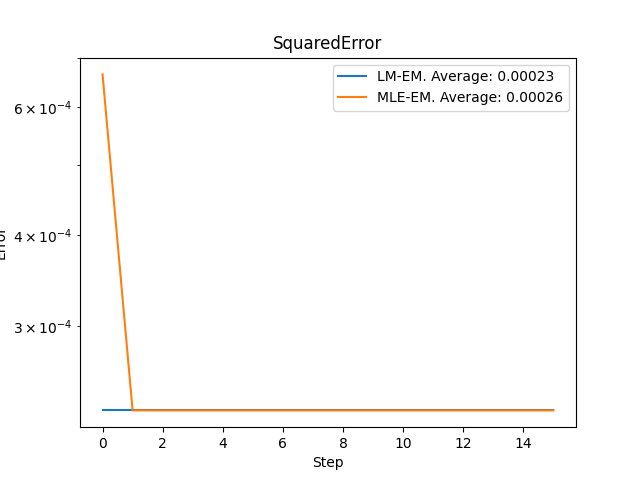 SquaredError
LM-EM. Average: 0.00023
MLE-EM. Average: 0.00026
6 × 10⁻⁴
4 × 10⁻⁴
3 × 10⁻⁴
Error
0 2 4 6 8 10 12 14
Step